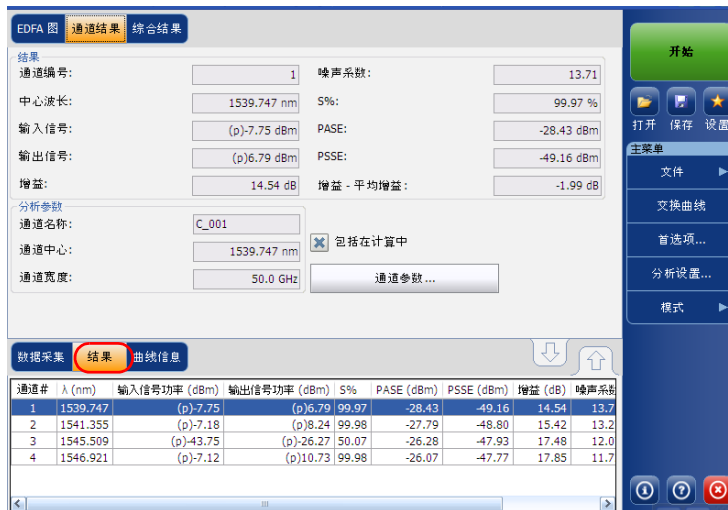 EDFA 图 通道结果 综合结果
结果
通道编号: 1 噪声系数: 13.71
中心波长: 1539.747 nm S%: 99.97 %
输入信号: (p)-7.75 dBm PASE: -28.43 dBm
输出信号: (p)6.79 dBm PSSE: -49.16 dBm
增益: 14.54 dB 增益 - 平均增益: -1.99 dB
分析参数
通道名称: C_001
通道中心: 1539.747 nm 包括在计算中
通道宽度: 50.0 GHz 通道参数...
数据采集 结果 曲线信息
通道# λ (nm) 输入信号功率 (dBm) 输出信号功率 (dBm) S% PASE (dBm) PSSE (dBm) 增益 (dB) 噪声系数
1 1539.747 (p)-7.75 (p)6.79 99.97 -28.43 -49.16 14.54 13.7
2 1541.355 (p)-7.18 (p)8.24 99.98 -27.79 -48.80 15.42 13.2
3 1545.509 (p)-43.75 (p)-26.27 50.07 -26.28 -47.93 17.48 12.0
4 1546.921 (p)-7.12 (p)10.73 99.98 -26.07 -47.77 17.85 11.7
开始
打开 保存 设置
主菜单
文件
交换曲线
首选项...
分析设置...
模式